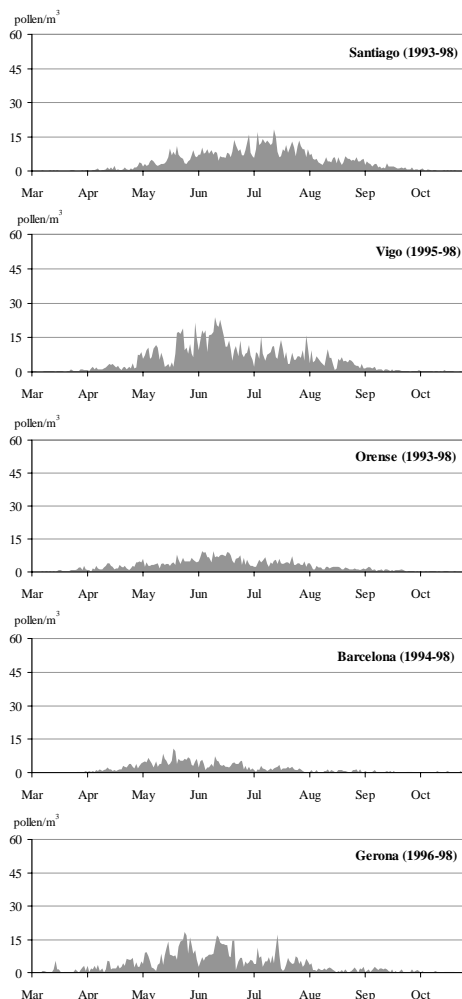 pollen/m³
60
Santiago (1993-98)
45
30
15
0
Mar Apr May Jun Jul Aug Sep Oct
pollen/m³
60
Vigo (1995-98)
45
30
15
0
Mar Apr May Jun Jul Aug Sep Oct
pollen/m³
60
Orense (1993-98)
45
30
15
0
Mar Apr May Jun Jul Aug Sep Oct
pollen/m³
60
Barcelona (1994-98)
45
30
15
0
Mar Apr May Jun Jul Aug Sep Oct
pollen/m³
60
Gerona (1996-98)
45
30
15
0
Mar Apr May Jun Jul Aug Sep Oct